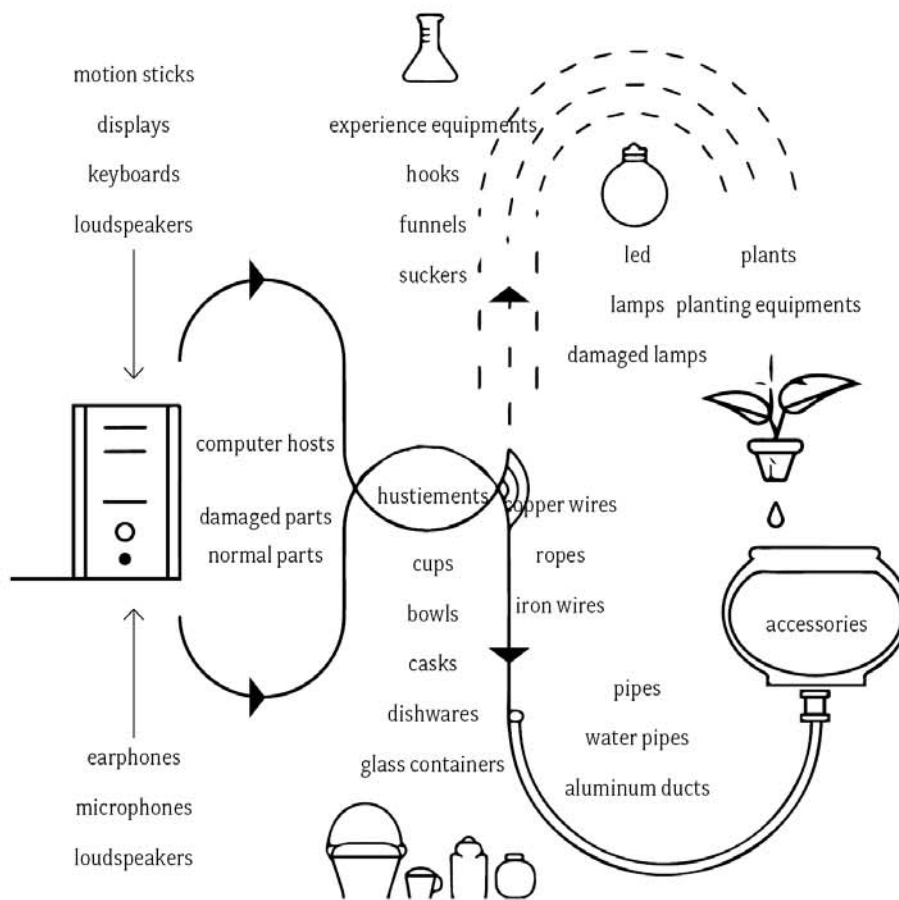 motion sticks
displays
keyboards
loudspeakers
experience equipments
hooks
funnels
suckers
led
lamps
damaged lamps
plants
planting equipments
computer hosts
damaged parts
normal parts
hustiements
copper wires
ropes
iron wires
cups
bowls
casks
dishwares
glass containers
accessories
pipes
water pipes
aluminum ducts
earphones
microphones
loudspeakers